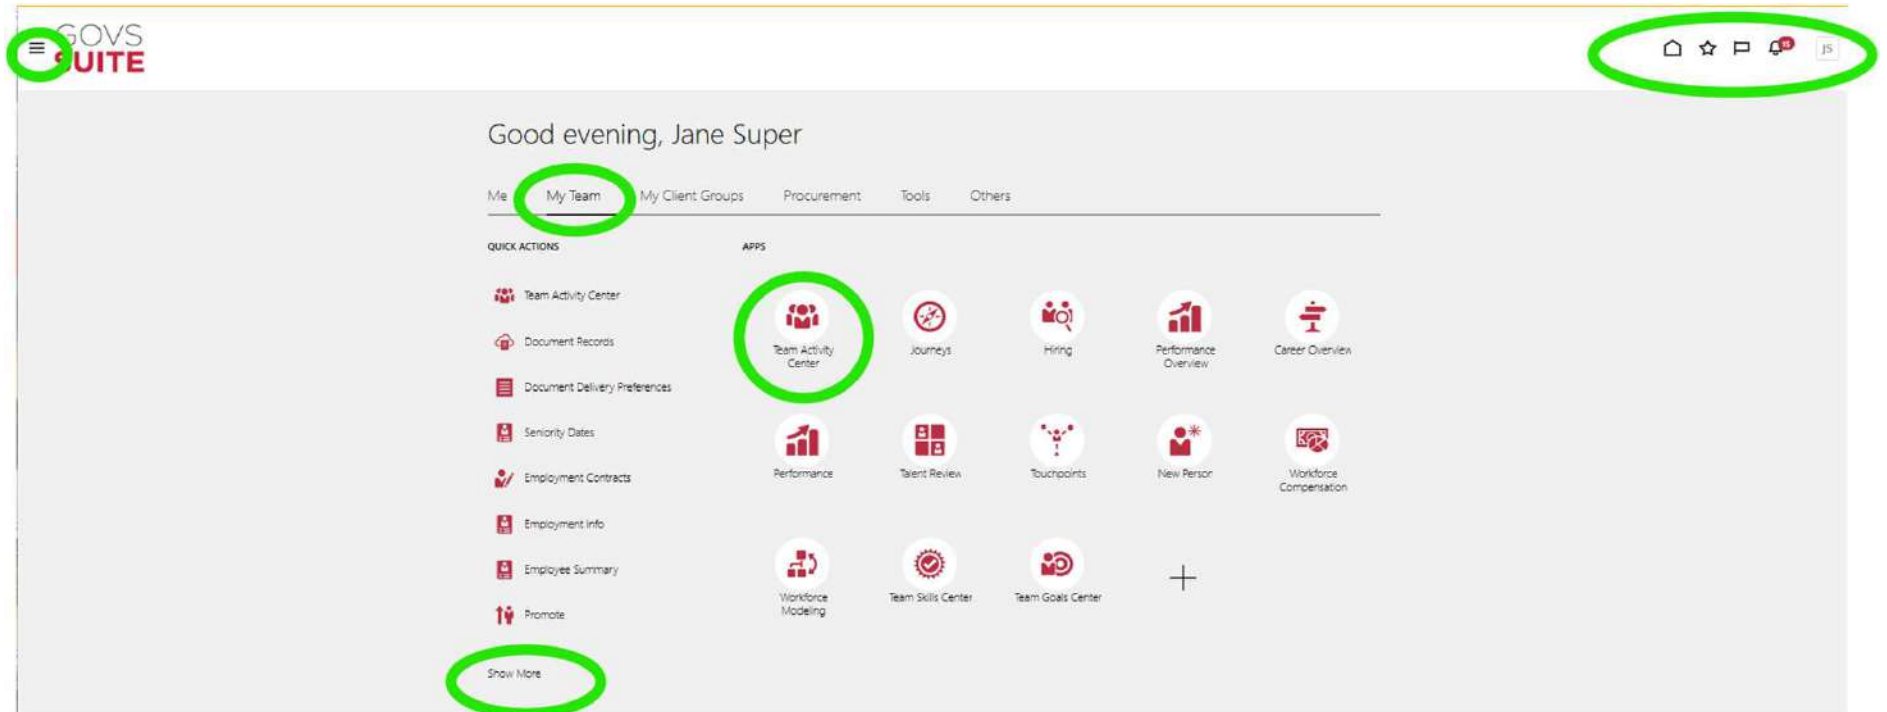 GOVS
SUITE
15
JS
Good evening, Jane Super
Me My Team My Client Groups Procurement Tools Others
QUICK ACTIONS
Team Activity Center
Document Records
Document Delivery Preferences
Seniority Dates
Employment Contracts
Employment Info
Employee Summary
Promote
Show More
APPS
Team Activity
Center
Journeys
Hiring
Performance
Overview
Career Overview
Performance
Talent Review
Touchpoints
New Person
Workforce
Compensation
Workforce
Modeling
Team Skills Center
Team Goals Center